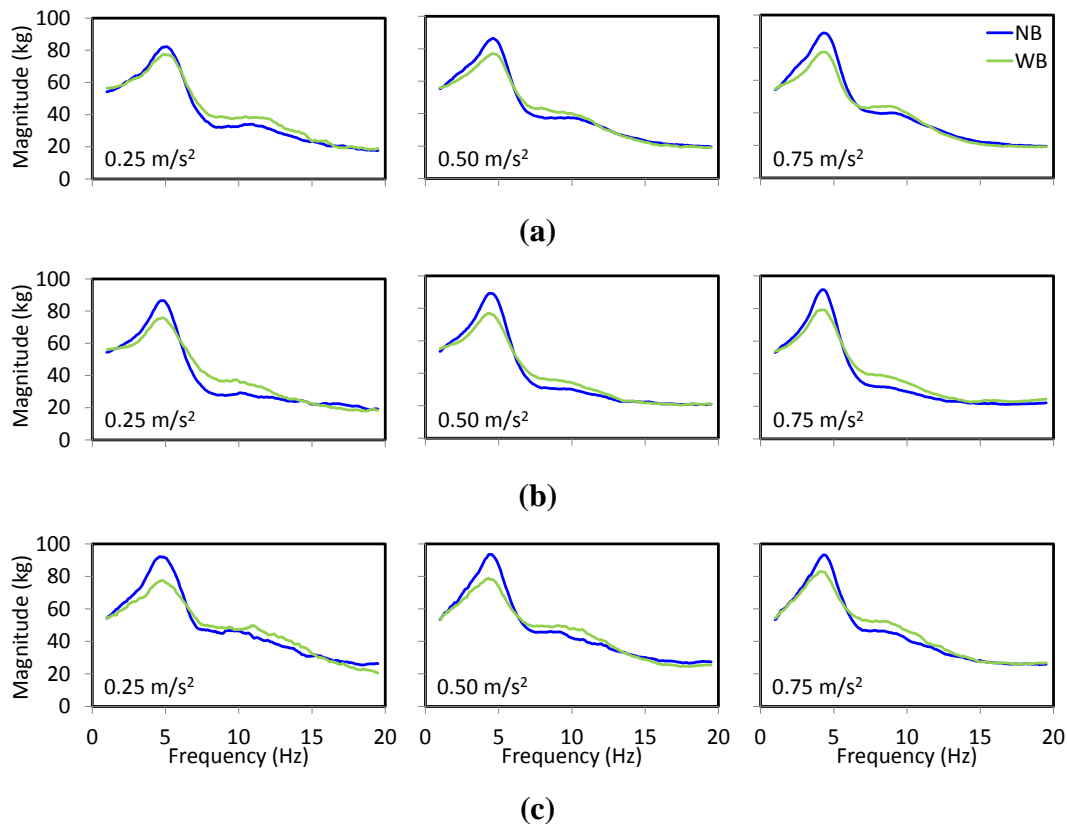 100
80
60
40
20
0
Magnitude (kg)
0.25 m/s²
0.50 m/s²
0.75 m/s²
NB
WB
(a)
100
80
60
40
20
0
Magnitude (kg)
0.25 m/s²
0.50 m/s²
0.75 m/s²
(b)
100
80
60
40
20
0
Magnitude (kg)
0.25 m/s²
0.50 m/s²
0.75 m/s²
0 5 10 15 20
0 5 10 15 20
0 5 10 15 20
Frequency (Hz)
Frequency (Hz)
Frequency (Hz)
(c)